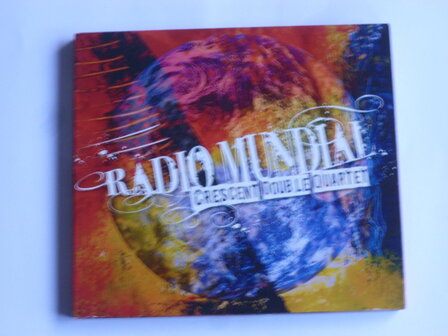 RADIO MUNDIAL
CRESCENT DOUBLE QUARTET